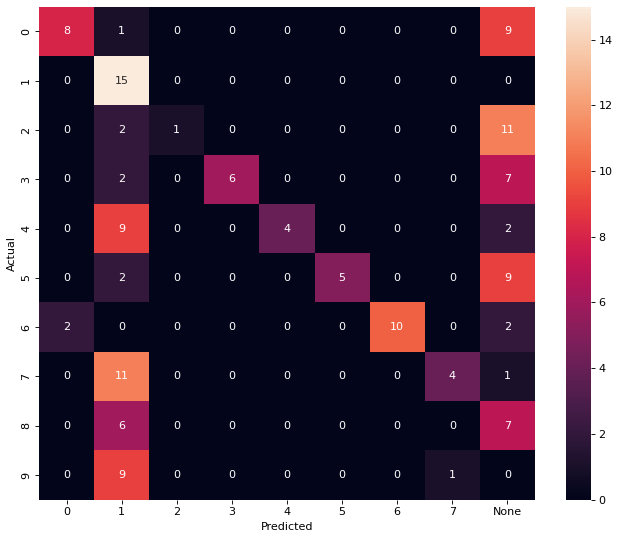 0 8 1 0 0 0 0 0 0 9
1 0 15 0 0 0 0 0 0 0
2 0 2 1 0 0 0 0 0 11
3 0 2 0 6 0 0 0 0 7
4 0 9 0 0 4 0 0 0 2
5 0 2 0 0 0 5 0 0 9
6 2 0 0 0 0 0 10 0 2
7 0 11 0 0 0 0 0 4 1
8 0 6 0 0 0 0 0 0 7
9 0 9 0 0 0 0 0 1 0
0 1 2 3 4 5 6 7 None
Predicted
Actual
14
12
10
8
6
4
2
0